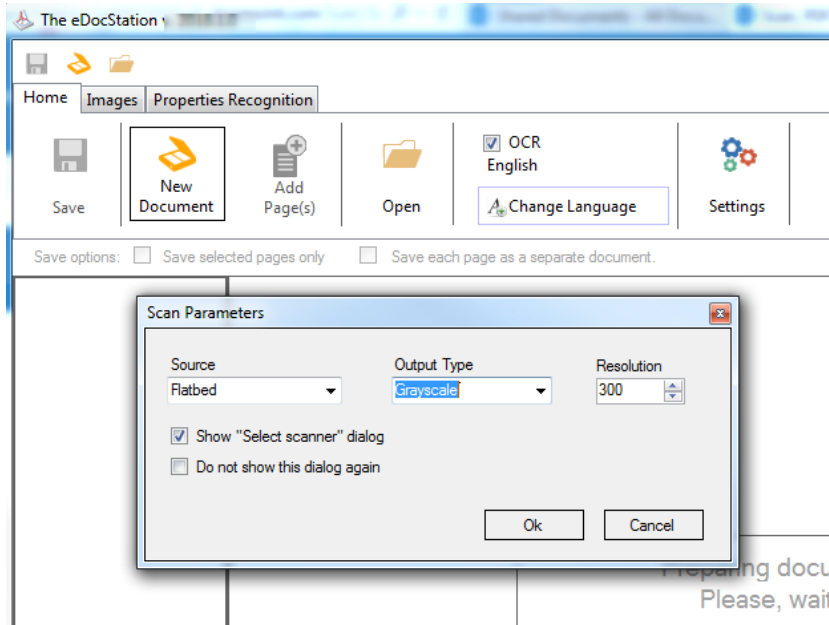 The eDocStation
Home Images Properties Recognition
Save
New Document
Add Page(s)
Open
OCR
English
Change Language
Settings
Save options: Save selected pages only Save each page as a separate document.
Scan Parameters
Source Output Type Resolution
Flatbed Grayscale 300
Show "Select scanner" dialog
Do not show this dialog again
Ok Cancel
Preparing docu
Please, wait